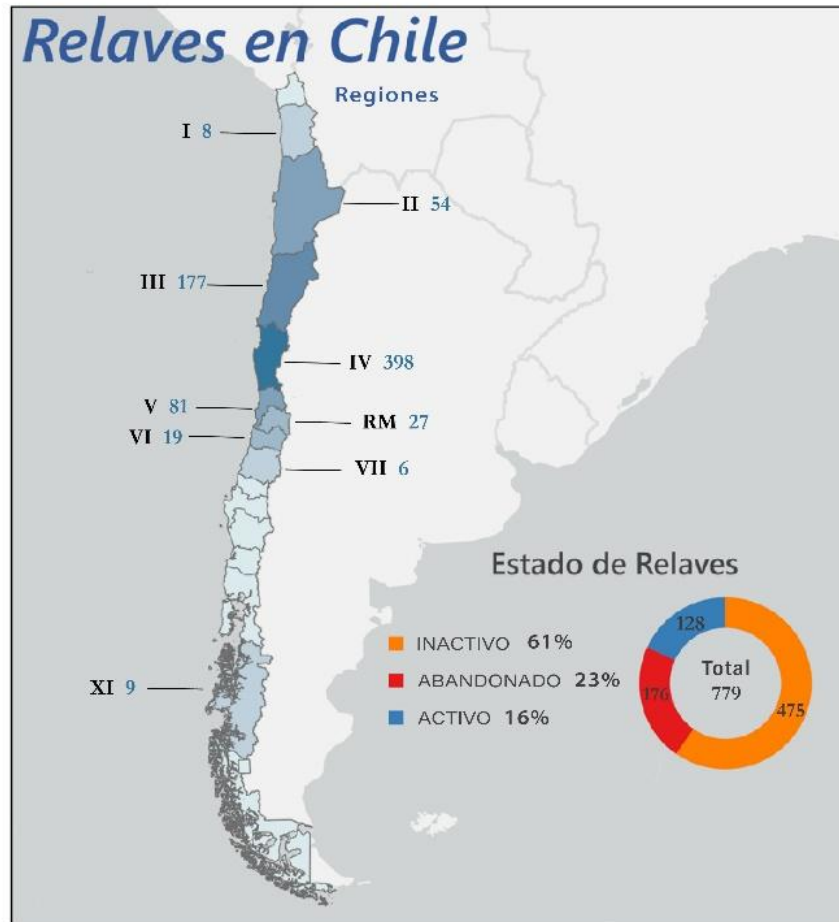 Relaves en Chile
Regiones
I 8
II 54
III 177
IV 398
V 81
RM 27
VI 19
VII 6
Estado de Relaves
INACTIVO 61%
ABANDONADO 23%
ACTIVO 16%
128
Total
779
176
475
XI 9